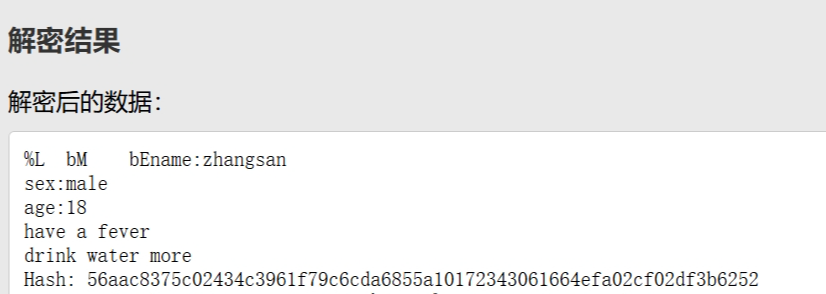 解密结果
解密后的数据：
%L  bM    bEname:zhangsan
sex:male
age:18
have a fever
drink water more
Hash: 56aac8375c02434c3961f79c6cda6855a10172343061664efa02cf02df3b6252